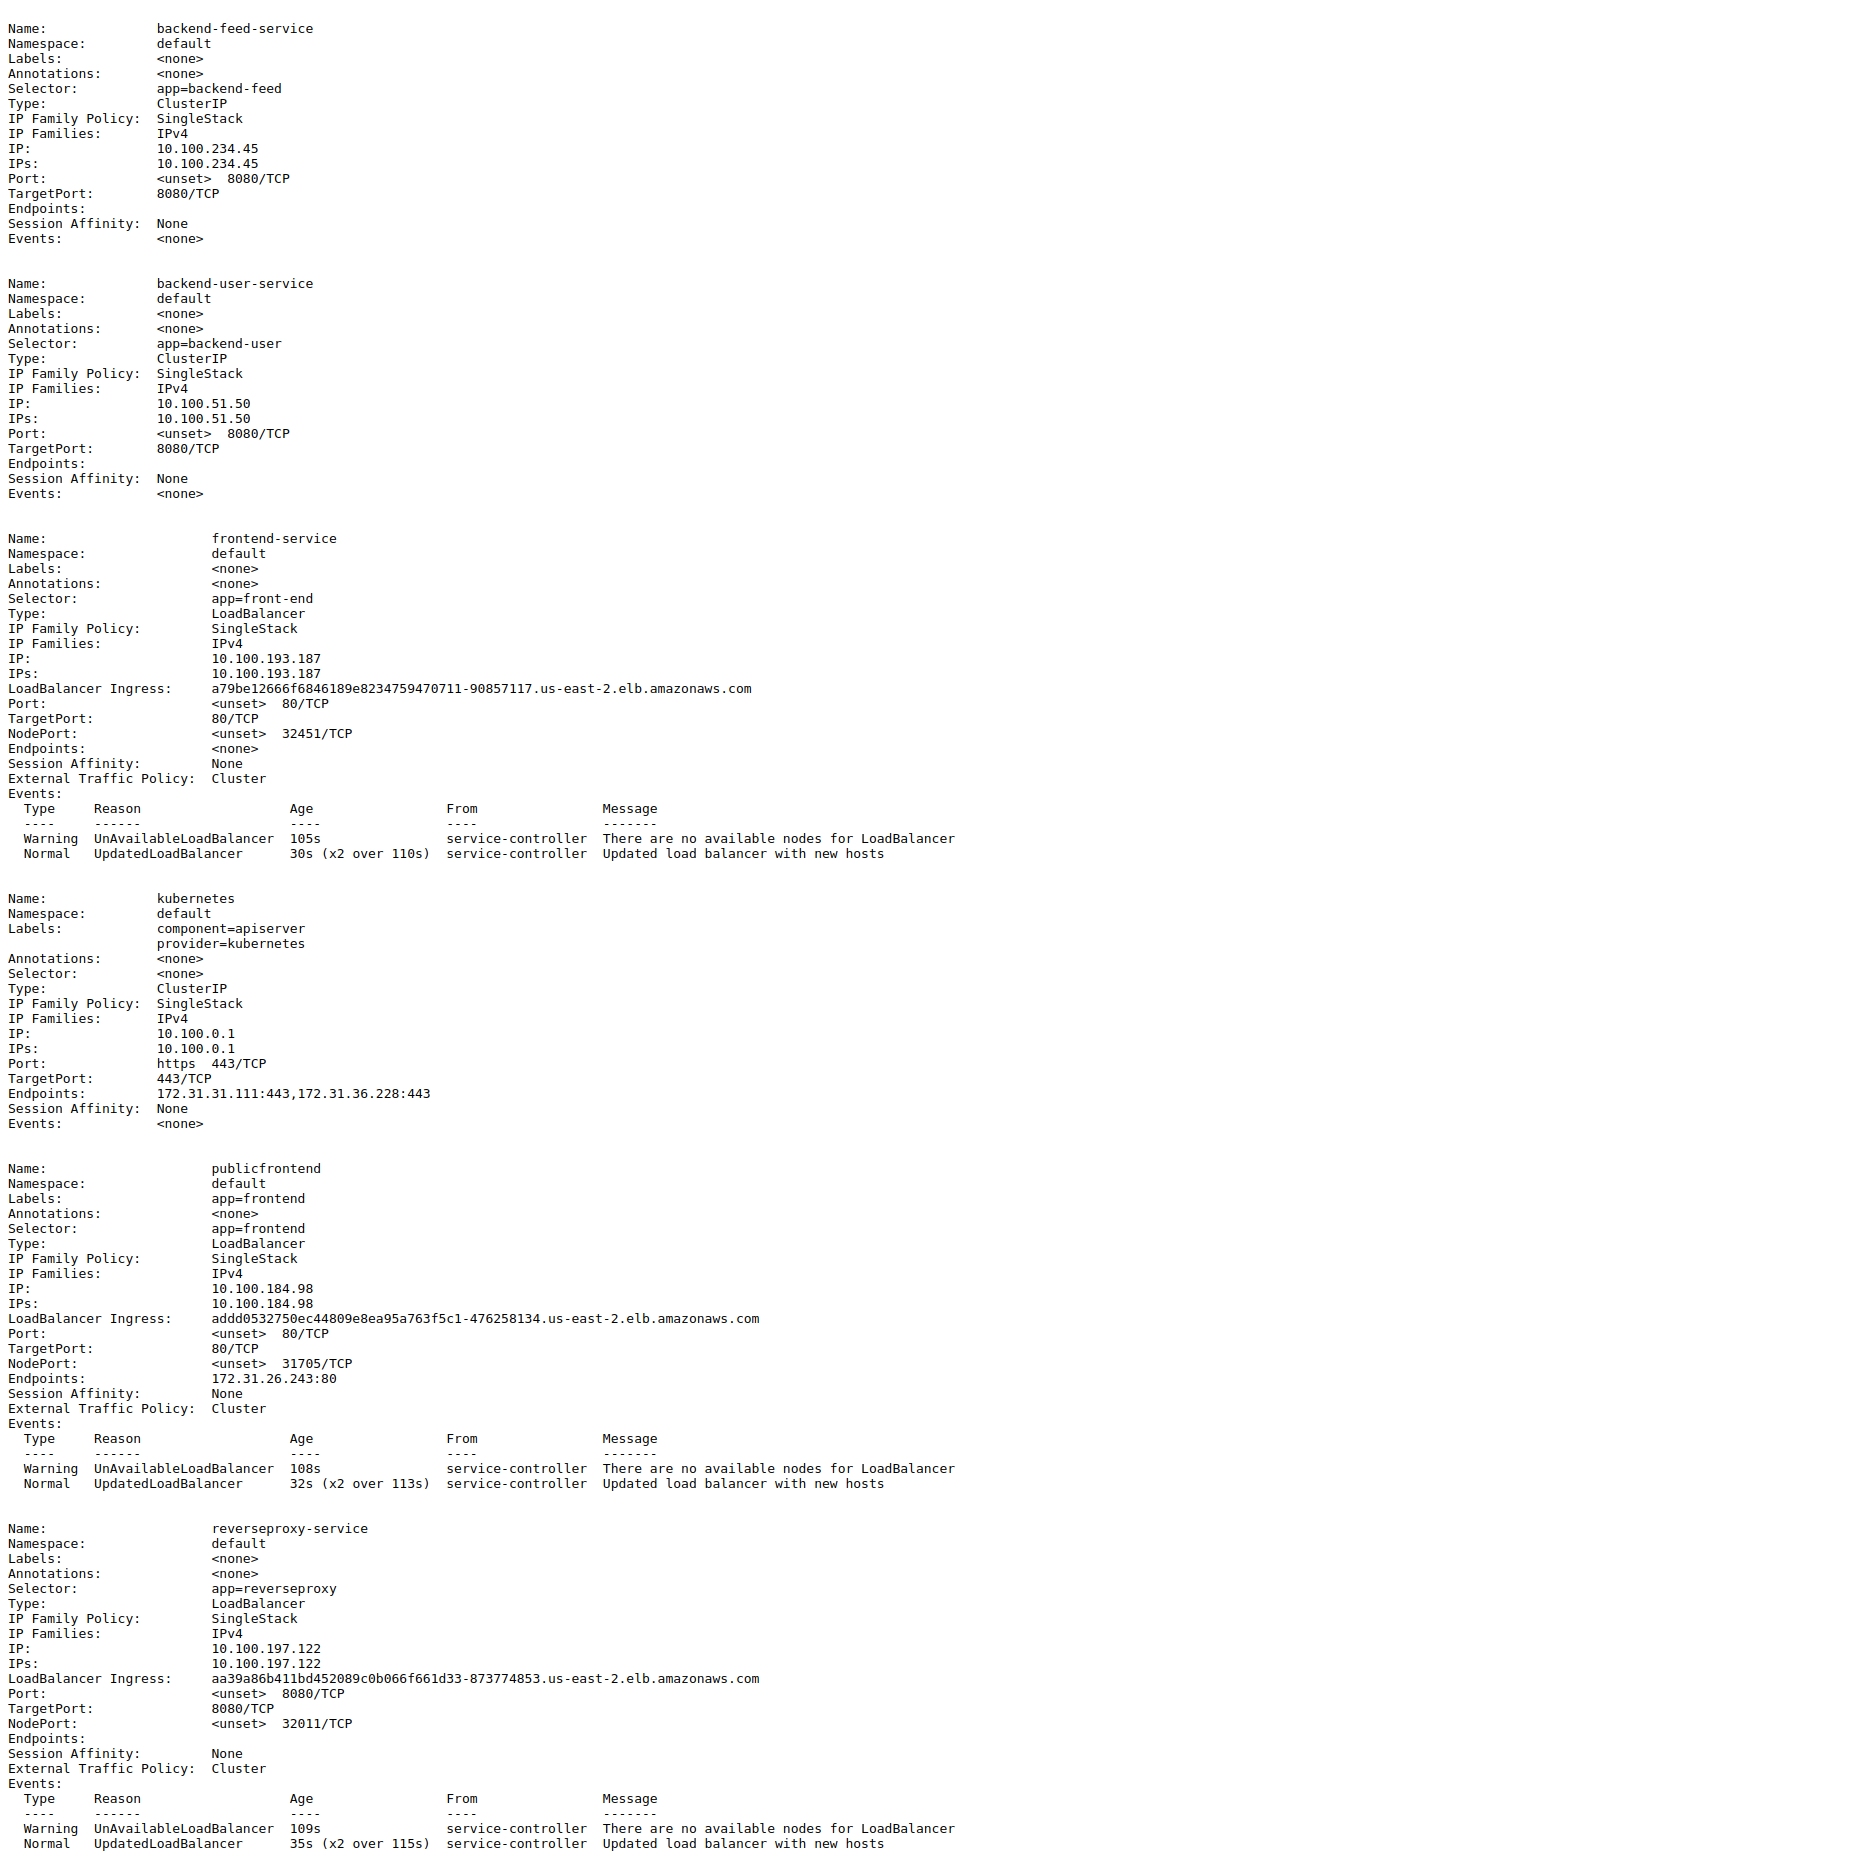 Name:              backend-feed-service
Namespace:         default
Labels:            <none>
Annotations:       <none>
Selector:          app=backend-feed
Type:              ClusterIP
IP Family Policy:  SingleStack
IP Families:       IPv4
IP:                10.100.234.45
IPs:               10.100.234.45
Port:              <unset>  8080/TCP
TargetPort:        8080/TCP
Endpoints:
Session Affinity:  None
Events:            <none>

Name:              backend-user-service
Namespace:         default
Labels:            <none>
Annotations:       <none>
Selector:          app=backend-user
Type:              ClusterIP
IP Family Policy:  SingleStack
IP Families:       IPv4
IP:                10.100.51.50
IPs:               10.100.51.50
Port:              <unset>  8080/TCP
TargetPort:        8080/TCP
Endpoints:
Session Affinity:  None
Events:            <none>

Name:                     frontend-service
Namespace:                default
Labels:                   <none>
Annotations:              <none>
Selector:                 app=front-end
Type:                     LoadBalancer
IP Family Policy:         SingleStack
IP Families:              IPv4
IP:                       10.100.193.187
IPs:                      10.100.193.187
LoadBalancer Ingress:     a79be12666f6846189e8234759470711-90857117.us-east-2.elb.amazonaws.com
Port:                     <unset>  80/TCP
TargetPort:               80/TCP
NodePort:                 <unset>  32451/TCP
Endpoints:                <none>
Session Affinity:         None
External Traffic Policy:  Cluster
Events:
  Type     Reason                   Age                 From                Message
  ----     ------                   ----                ----                -------
  Warning  UnAvailableLoadBalancer  105s                service-controller  There are no available nodes for LoadBalancer
  Normal   UpdatedLoadBalancer      30s (x2 over 110s)  service-controller  Updated load balancer with new hosts

Name:              kubernetes
Namespace:         default
Labels:            component=apiserver
                   provider=kubernetes
Annotations:       <none>
Selector:          <none>
Type:              ClusterIP
IP Family Policy:  SingleStack
IP Families:       IPv4
IP:                10.100.0.1
IPs:               10.100.0.1
Port:              https  443/TCP
TargetPort:        443/TCP
Endpoints:         172.31.31.111:443,172.31.36.228:443
Session Affinity:  None
Events:            <none>

Name:                     publicfrontend
Namespace:                default
Labels:                   app=frontend
Annotations:              <none>
Selector:                 app=frontend
Type:                     LoadBalancer
IP Family Policy:         SingleStack
IP Families:              IPv4
IP:                       10.100.184.98
IPs:                      10.100.184.98
LoadBalancer Ingress:     addd0532750ec44809e8ea95a763f5c1-476258134.us-east-2.elb.amazonaws.com
Port:                     <unset>  80/TCP
TargetPort:               80/TCP
NodePort:                 <unset>  31705/TCP
Endpoints:                172.31.26.243:80
Session Affinity:         None
External Traffic Policy:  Cluster
Events:
  Type     Reason                   Age                 From                Message
  ----     ------                   ----                ----                -------
  Warning  UnAvailableLoadBalancer  108s                service-controller  There are no available nodes for LoadBalancer
  Normal   UpdatedLoadBalancer      32s (x2 over 113s)  service-controller  Updated load balancer with new hosts

Name:                     reverseproxy-service
Namespace:                default
Labels:                   <none>
Annotations:              <none>
Selector:                 app=reverseproxy
Type:                     LoadBalancer
IP Family Policy:         SingleStack
IP Families:              IPv4
IP:                       10.100.197.122
IPs:                      10.100.197.122
LoadBalancer Ingress:     aa39a86b411bd452089c0b066f661d33-873774853.us-east-2.elb.amazonaws.com
Port:                     <unset>  8080/TCP
TargetPort:               8080/TCP
NodePort:                 <unset>  32011/TCP
Endpoints:
Session Affinity:         None
External Traffic Policy:  Cluster
Events:
  Type     Reason                   Age                 From                Message
  ----     ------                   ----                ----                -------
  Warning  UnAvailableLoadBalancer  109s                service-controller  There are no available nodes for LoadBalancer
  Normal   UpdatedLoadBalancer      35s (x2 over 115s)  service-controller  Updated load balancer with new hosts